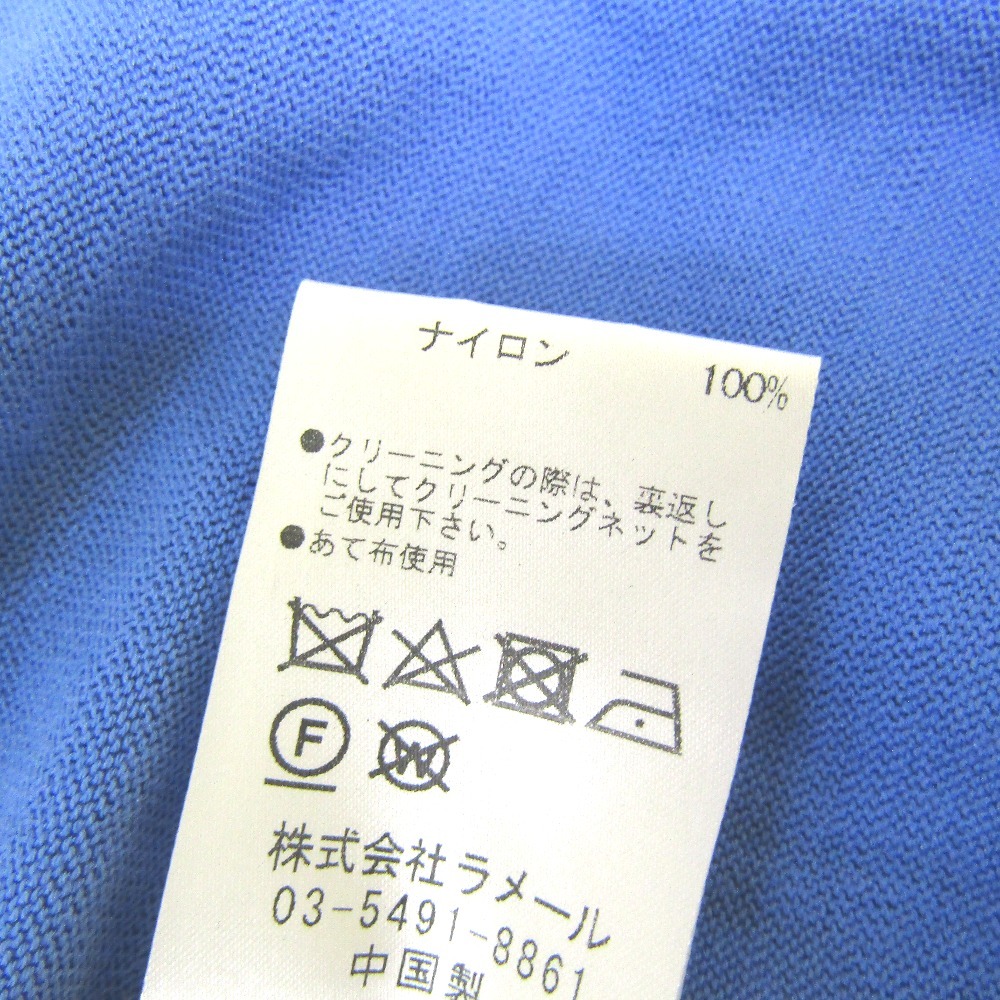 ナイロン
100%
●クリーニングの際は、裏返し
にしてクリーニングネットを
ご使用下さい。
●あて布使用
F W
株式会社ラメール
03-5491-8861
中国製